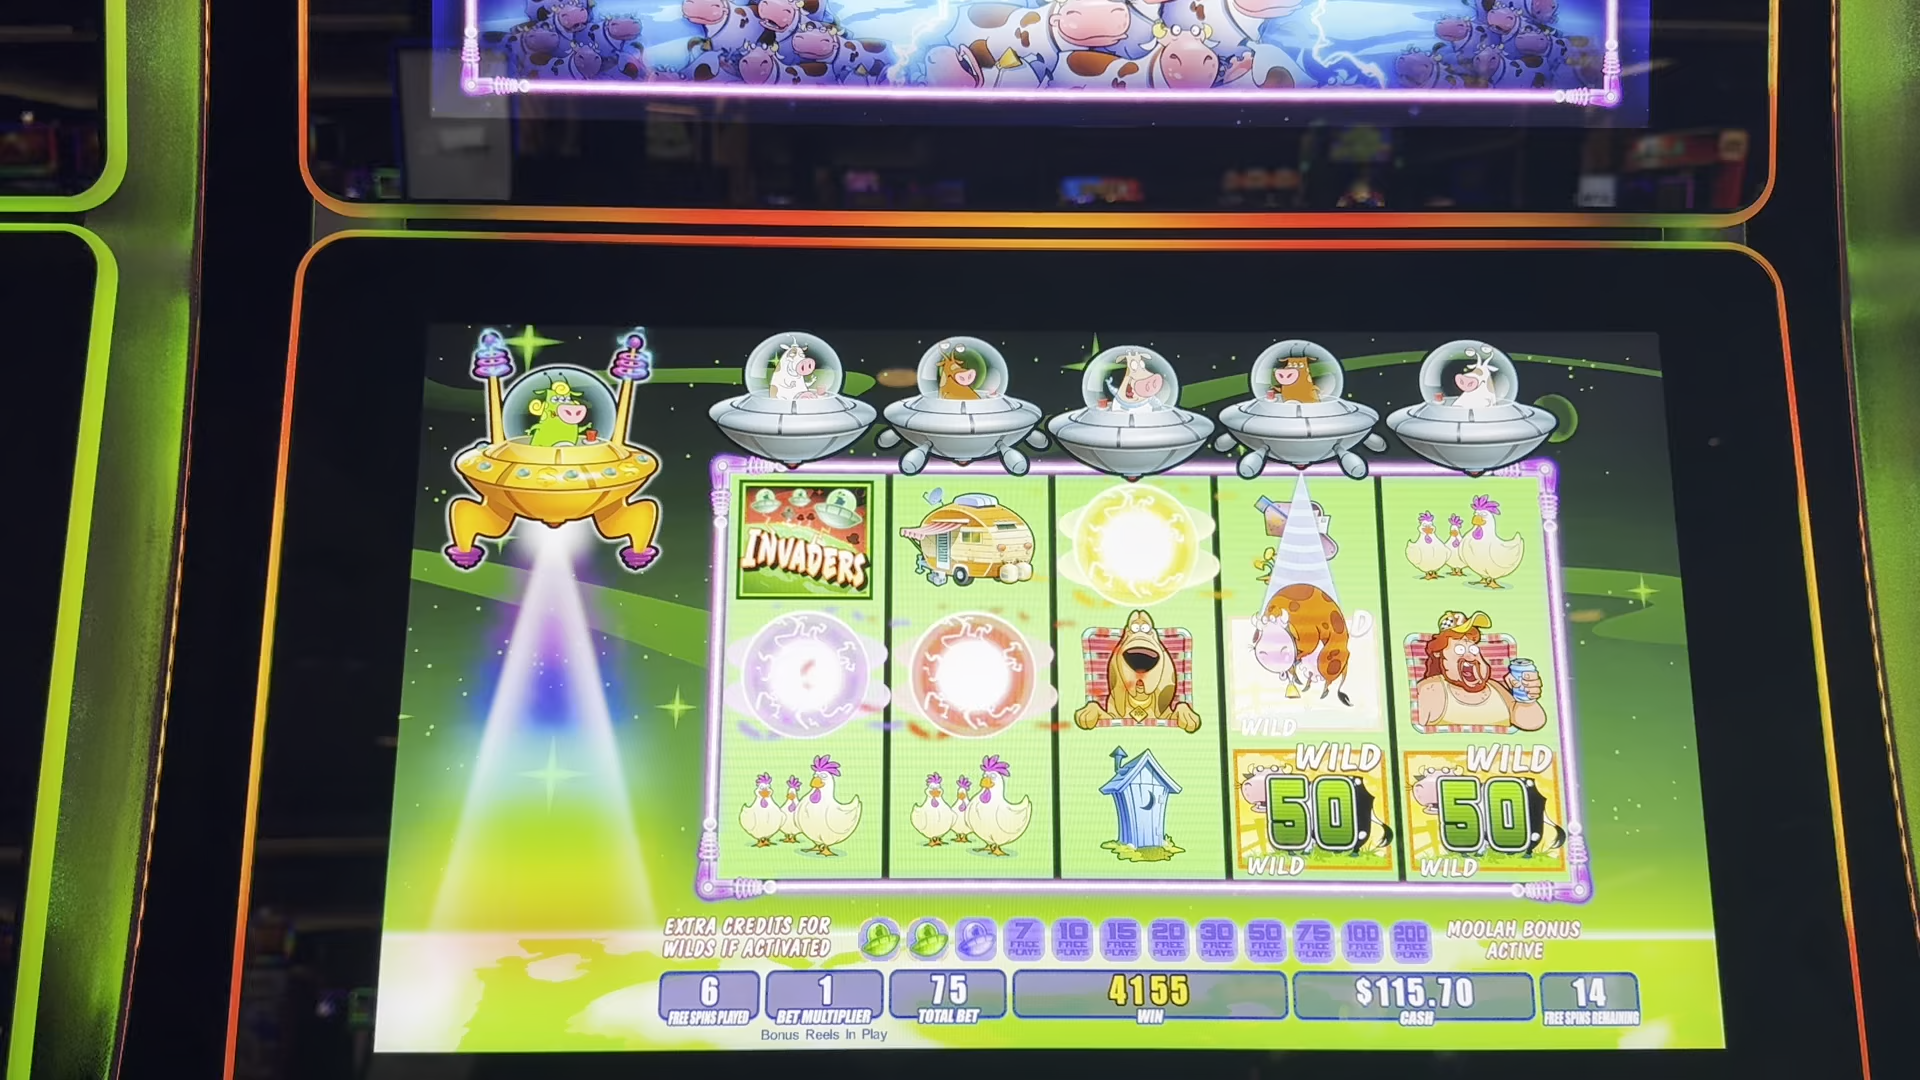 INVADERS
WILD
WILD
50
WILD
WILD
50
WILD
EXTRA CREDITS FOR
WILDS IF ACTIVATED
7
FREE
PLAYS
10
FREE
PLAYS
15
FREE
PLAYS
20
FREE
PLAYS
30
FREE
PLAYS
50
FREE
PLAYS
75
FREE
PLAYS
100
FREE
PLAYS
200
FREE
PLAYS
MOOLAH BONUS
ACTIVE
6
FREE SPINS PLAYED
1
BET MULTIPLIER
75
TOTAL BET
4155
WIN
$115.70
CASH
14
FREE SPINS REMAINING
Bonus Reels In Play